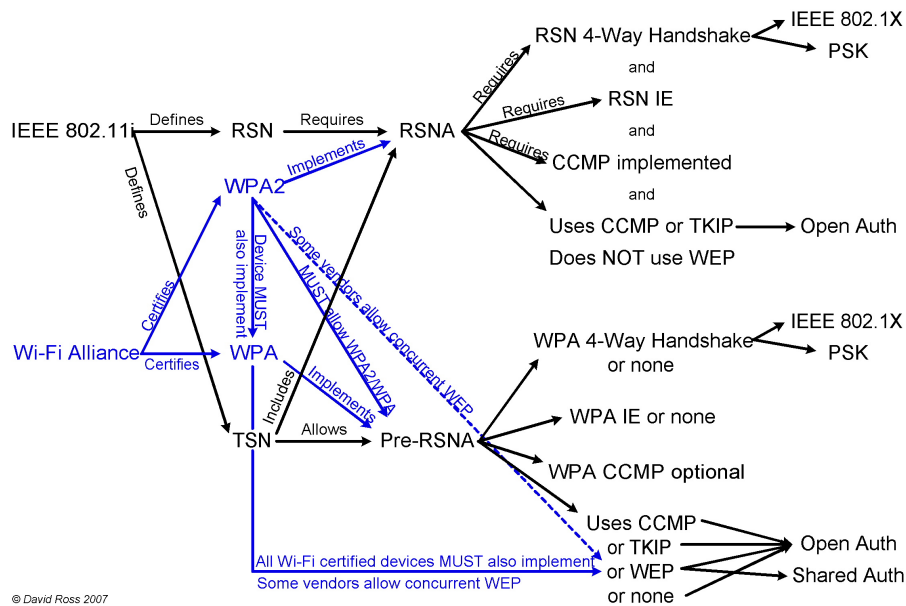 IEEE 802.1X
RSN 4-Way Handshake
PSK
Requires
and
RSN IE
Requires
IEEE 802.11i
Defines
RSN
Requires
RSNA
and
Requires
CCMP implemented
Implements
Defines
WPA2
and
Uses CCMP or TKIP
Open Auth
Does NOT use WEP
Some vendors allow concurrent WEP
Device MUST
also implement
MUST allow WPA2/WPA
Certifies
Wi-Fi Alliance
Certifies
WPA
Implements
Includes
IEEE 802.1X
WPA 4-Way Handshake
or none
PSK
WPA IE or none
TSN
Allows
Pre-RSNA
WPA CCMP optional
Uses CCMP
or TKIP
Open Auth
All Wi-Fi certified devices MUST also implement
or WEP
Shared Auth
Some vendors allow concurrent WEP
or none
© David Ross 2007